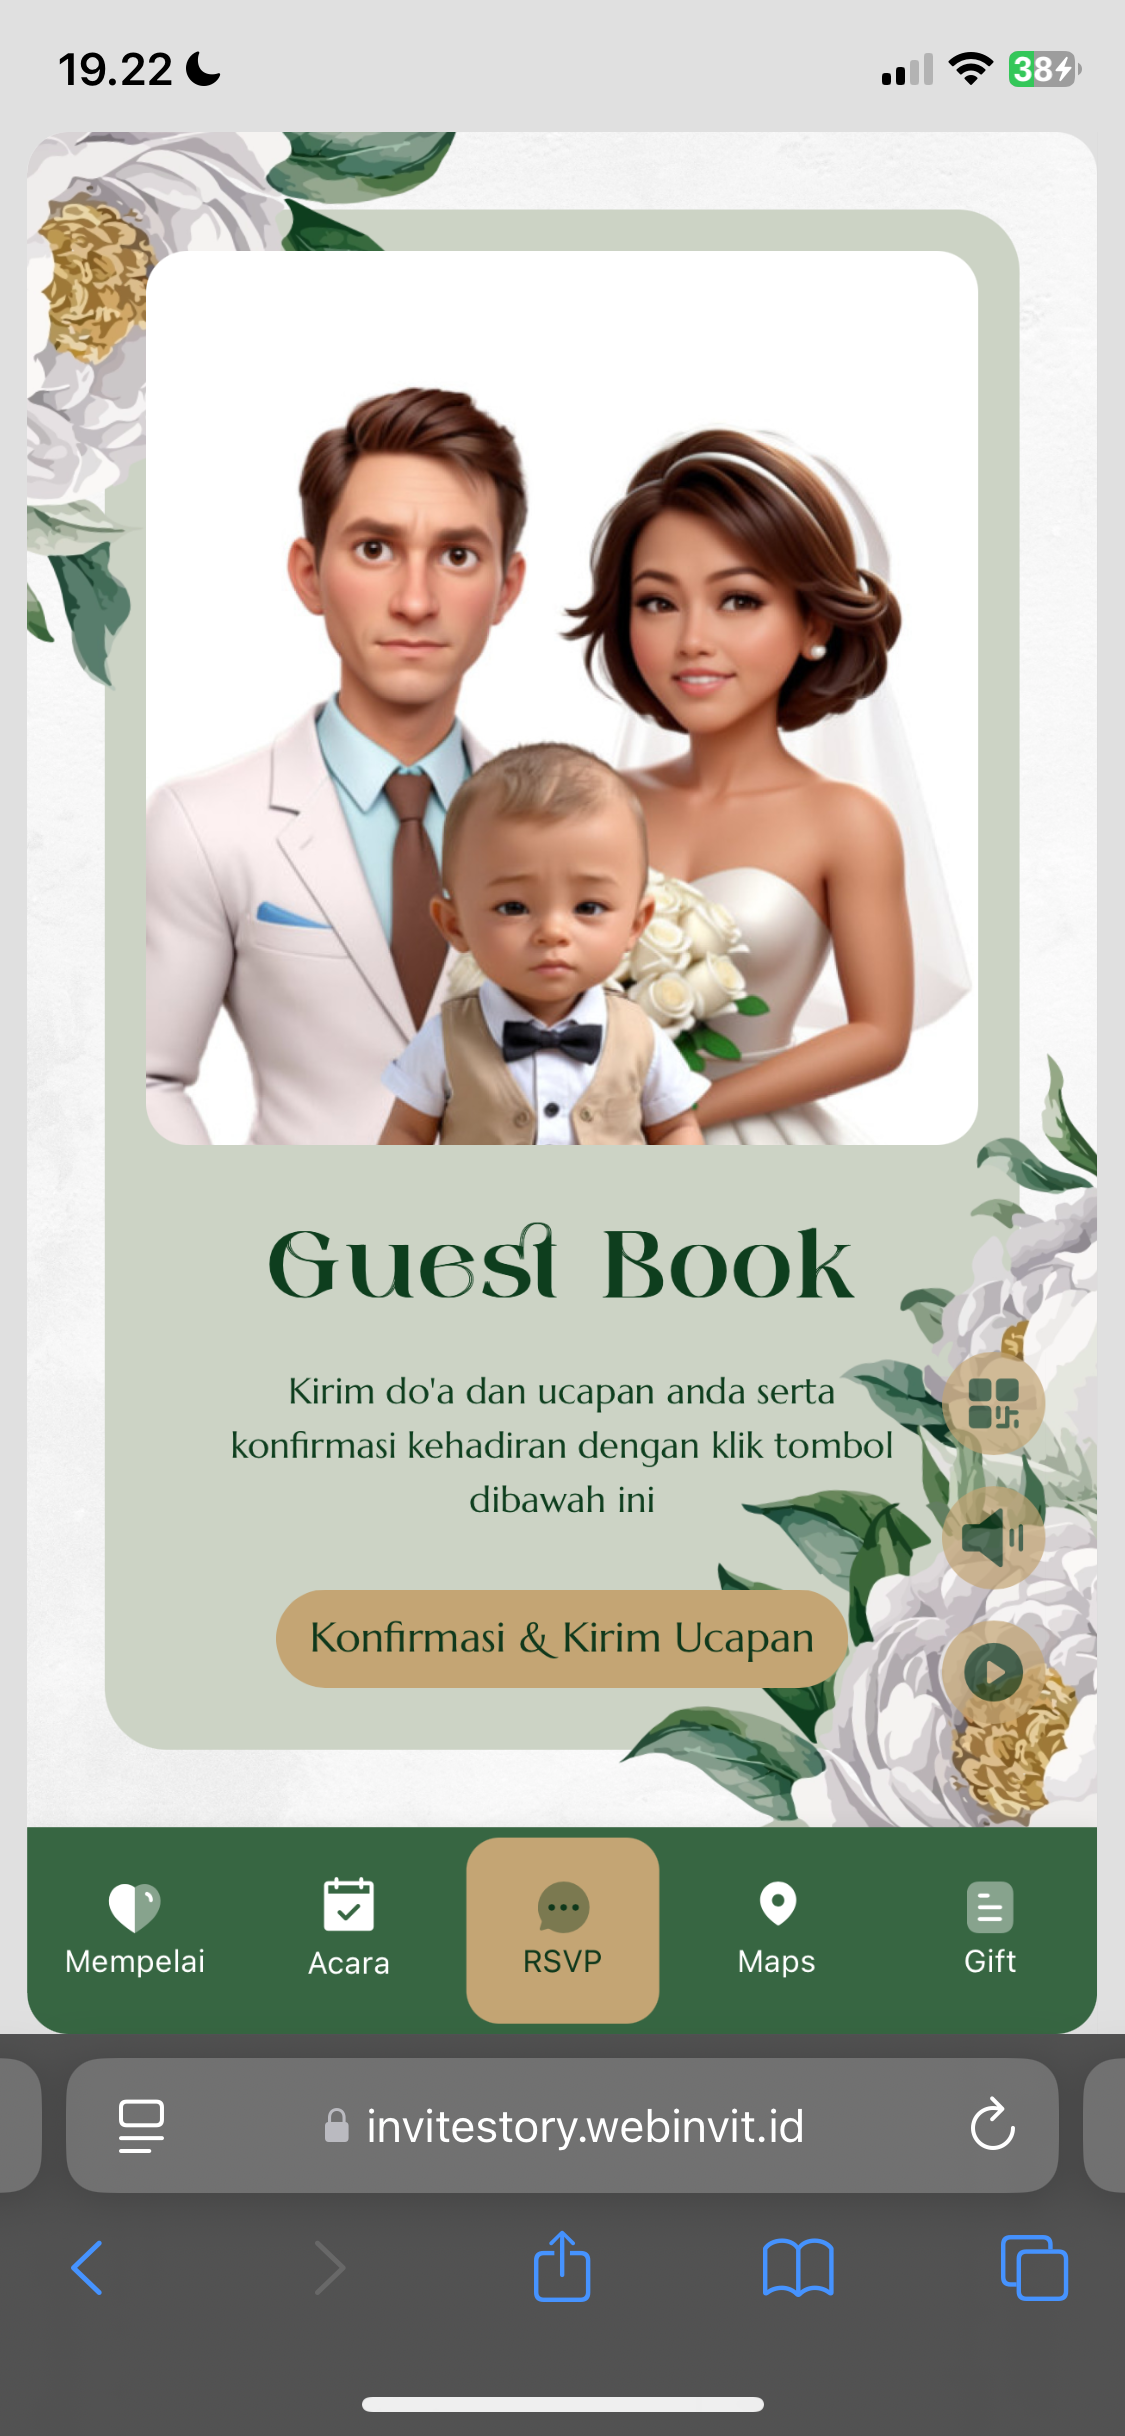 19.22
38
Guest Book
Kirim do'a dan ucapan anda serta
konfirmasi kehadiran dengan klik tombol
dibawah ini
Konfirmasi & Kirim Ucapan
Mempelai
Acara
RSVP
Maps
Gift
invitestory.webinvit.id